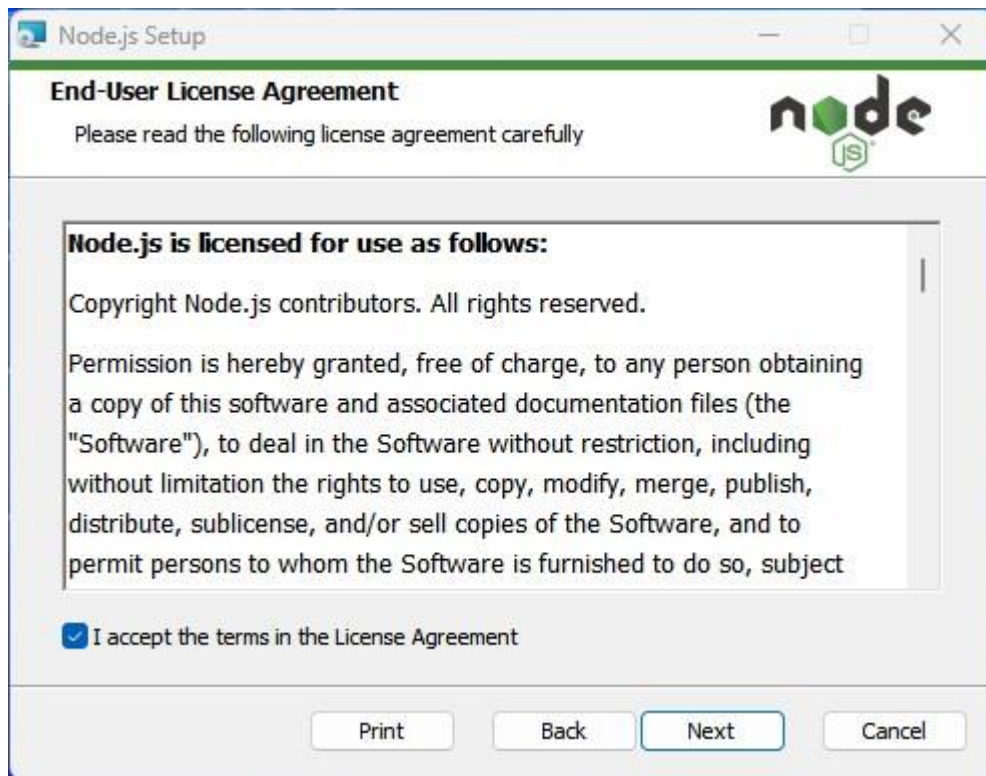 Node.js Setup
End-User License Agreement
Please read the following license agreement carefully
node
JS
Node.js is licensed for use as follows:
Copyright Node.js contributors. All rights reserved.
Permission is hereby granted, free of charge, to any person obtaining
a copy of this software and associated documentation files (the
"Software"), to deal in the Software without restriction, including
without limitation the rights to use, copy, modify, merge, publish,
distribute, sublicense, and/or sell copies of the Software, and to
permit persons to whom the Software is furnished to do so, subject
I accept the terms in the License Agreement
Print Back Next Cancel